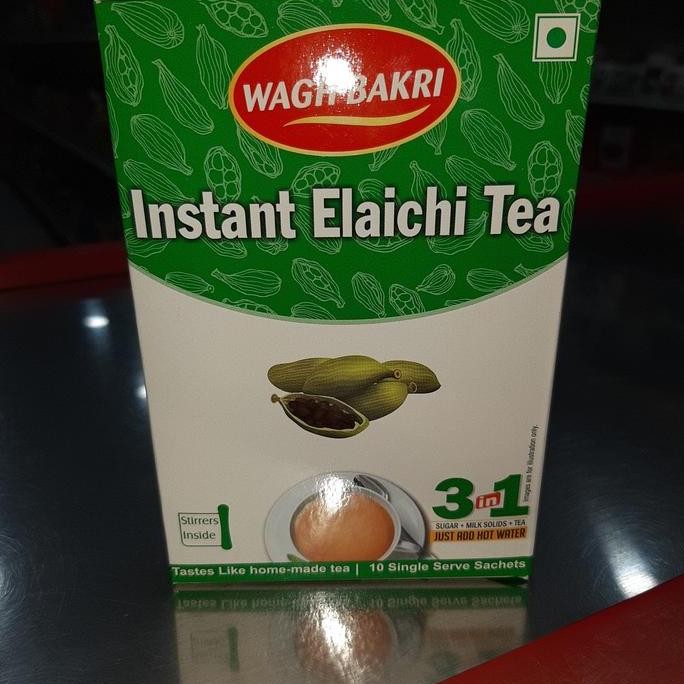 WAGH BAKRI
Instant Elaichi Tea
Images are for illustration only.
3 in 1
SUGAR + MILK SOLIDS + TEA
JUST ADD HOT WATER
Stirrers
Inside
Tastes Like home-made tea | 10 Single Serve Sachets